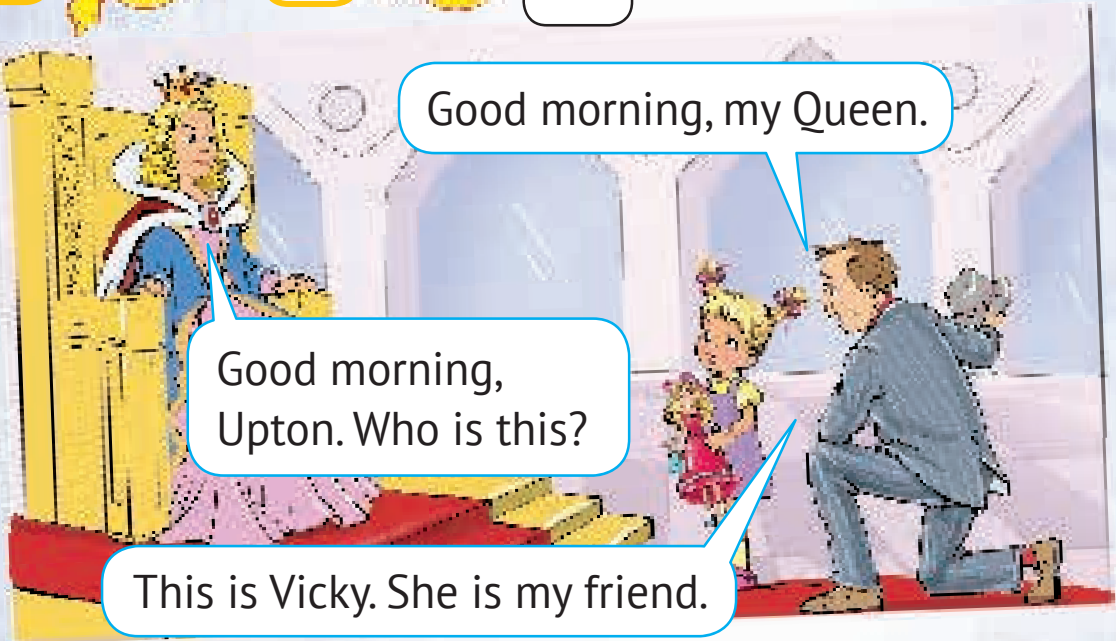 Good morning, my Queen.
Good morning,
Upton. Who is this?
This is Vicky. She is my friend.